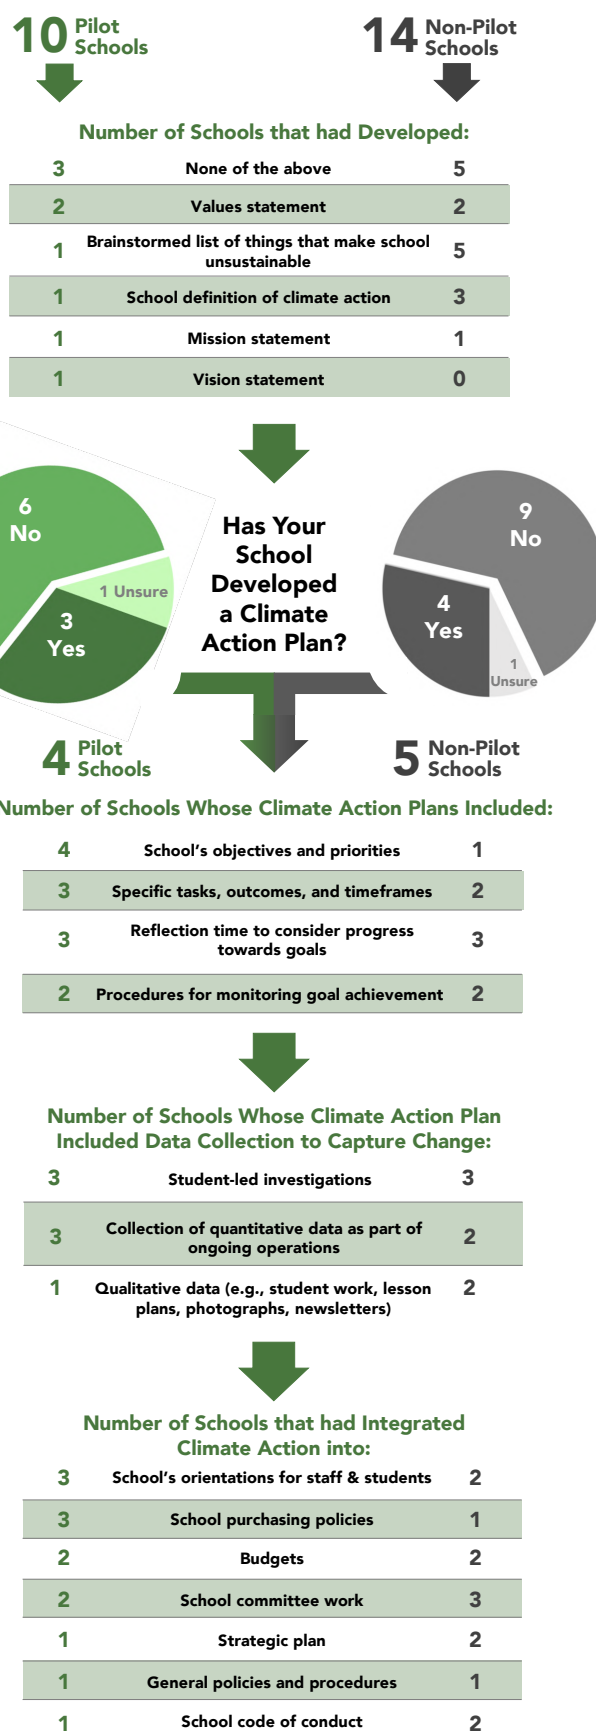 10 Pilot Schools
14 Non-Pilot Schools
Number of Schools that had Developed:
3 None of the above 5
2 Values statement 2
1 Brainstormed list of things that make school unsustainable 5
1 School definition of climate action 3
1 Mission statement 1
1 Vision statement 0
6
No
1 Unsure
3
Yes
Has Your
School
Developed
a Climate
Action Plan?
9
No
4
Yes
1
Unsure
4 Pilot Schools
5 Non-Pilot Schools
Number of Schools Whose Climate Action Plans Included:
4 School's objectives and priorities 1
3 Specific tasks, outcomes, and timeframes 2
3 Reflection time to consider progress towards goals 3
2 Procedures for monitoring goal achievement 2
Number of Schools Whose Climate Action Plan
Included Data Collection to Capture Change:
3 Student-led investigations 3
3 Collection of quantitative data as part of ongoing operations 2
1 Qualitative data (e.g., student work, lesson plans, photographs, newsletters) 2
Number of Schools that had Integrated
Climate Action into:
3 School's orientations for staff & students 2
3 School purchasing policies 1
2 Budgets 2
2 School committee work 3
1 Strategic plan 2
1 General policies and procedures 1
1 School code of conduct 2